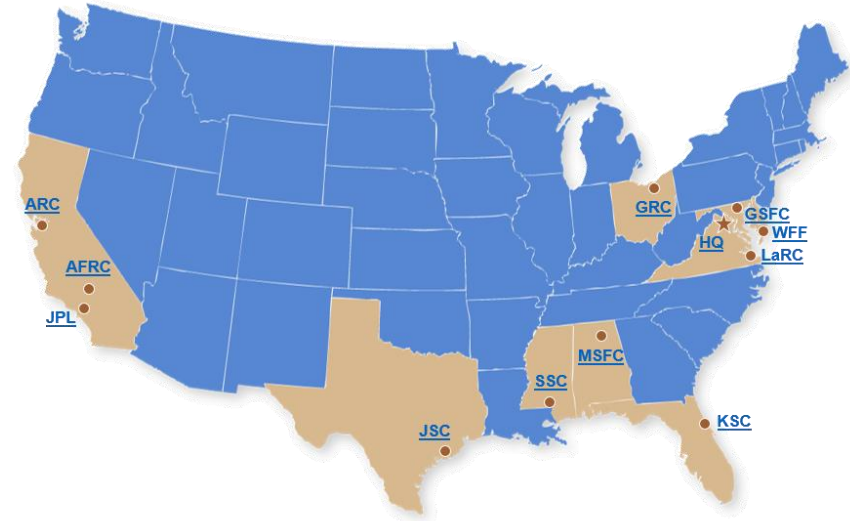 ARC
GRC
GSFC
WFF
HQ
LaRC
AFRC
JPL
MSFC
SSC
KSC
JSC